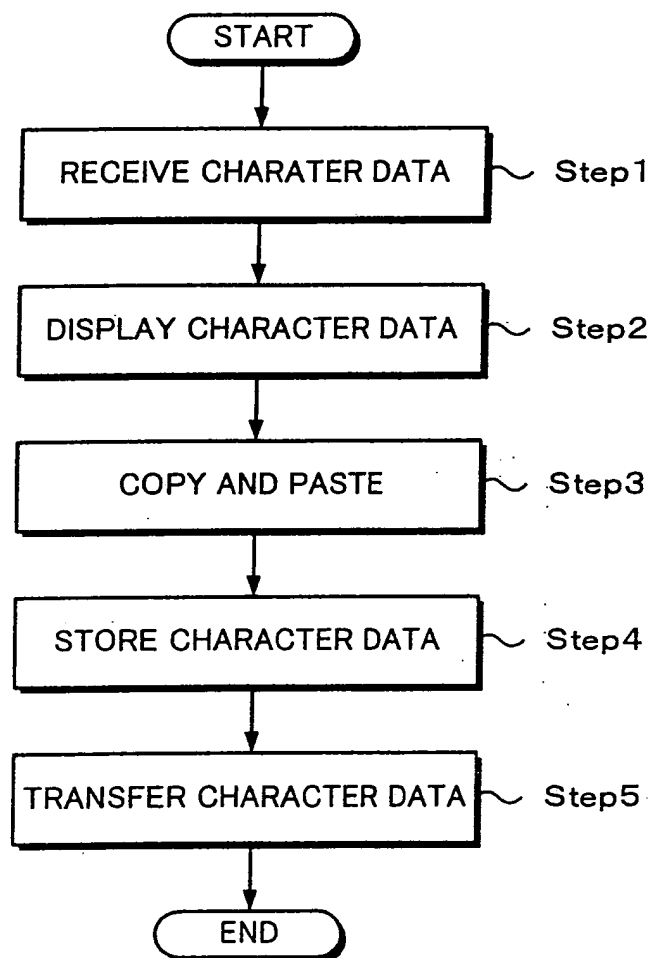 START
RECEIVE CHARATER DATA Step1
DISPLAY CHARACTER DATA Step2
COPY AND PASTE Step3
STORE CHARACTER DATA Step4
TRANSFER CHARACTER DATA Step5
END